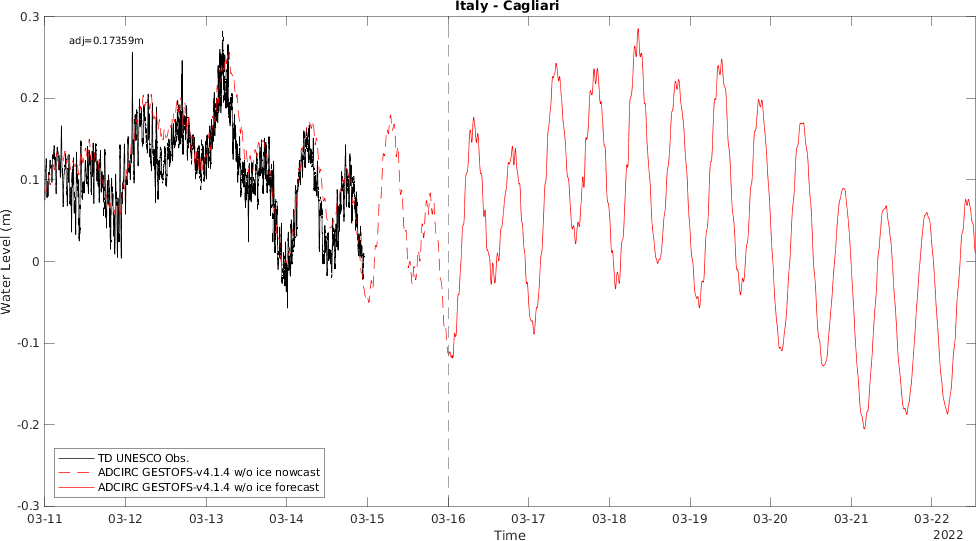 Italy - Cagliari
adj=0.17359m
0.3
0.2
0.1
0
-0.1
-0.2
-0.3
Water Level (m)
TD UNESCO Obs.
ADCIRC GESTOFS-v4.1.4 w/o ice nowcast
ADCIRC GESTOFS-v4.1.4 w/o ice forecast
03-11 03-12 03-13 03-14 03-15 03-16 03-17 03-18 03-19 03-20 03-21 03-22
Time
2022